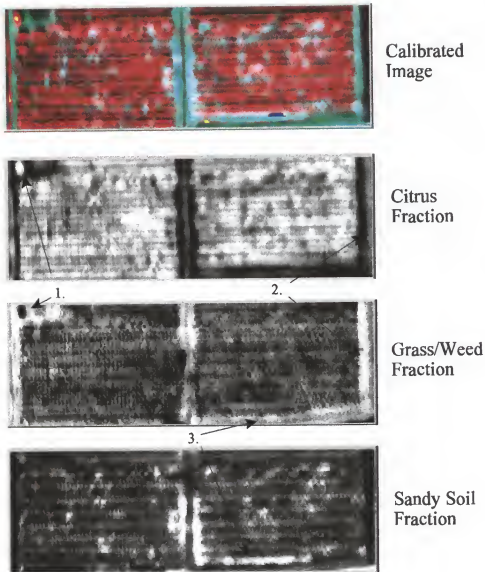 Calibrated
Image
Citrus
Fraction
1.
2.
Grass/Weed
Fraction
3.
Sandy Soil
Fraction